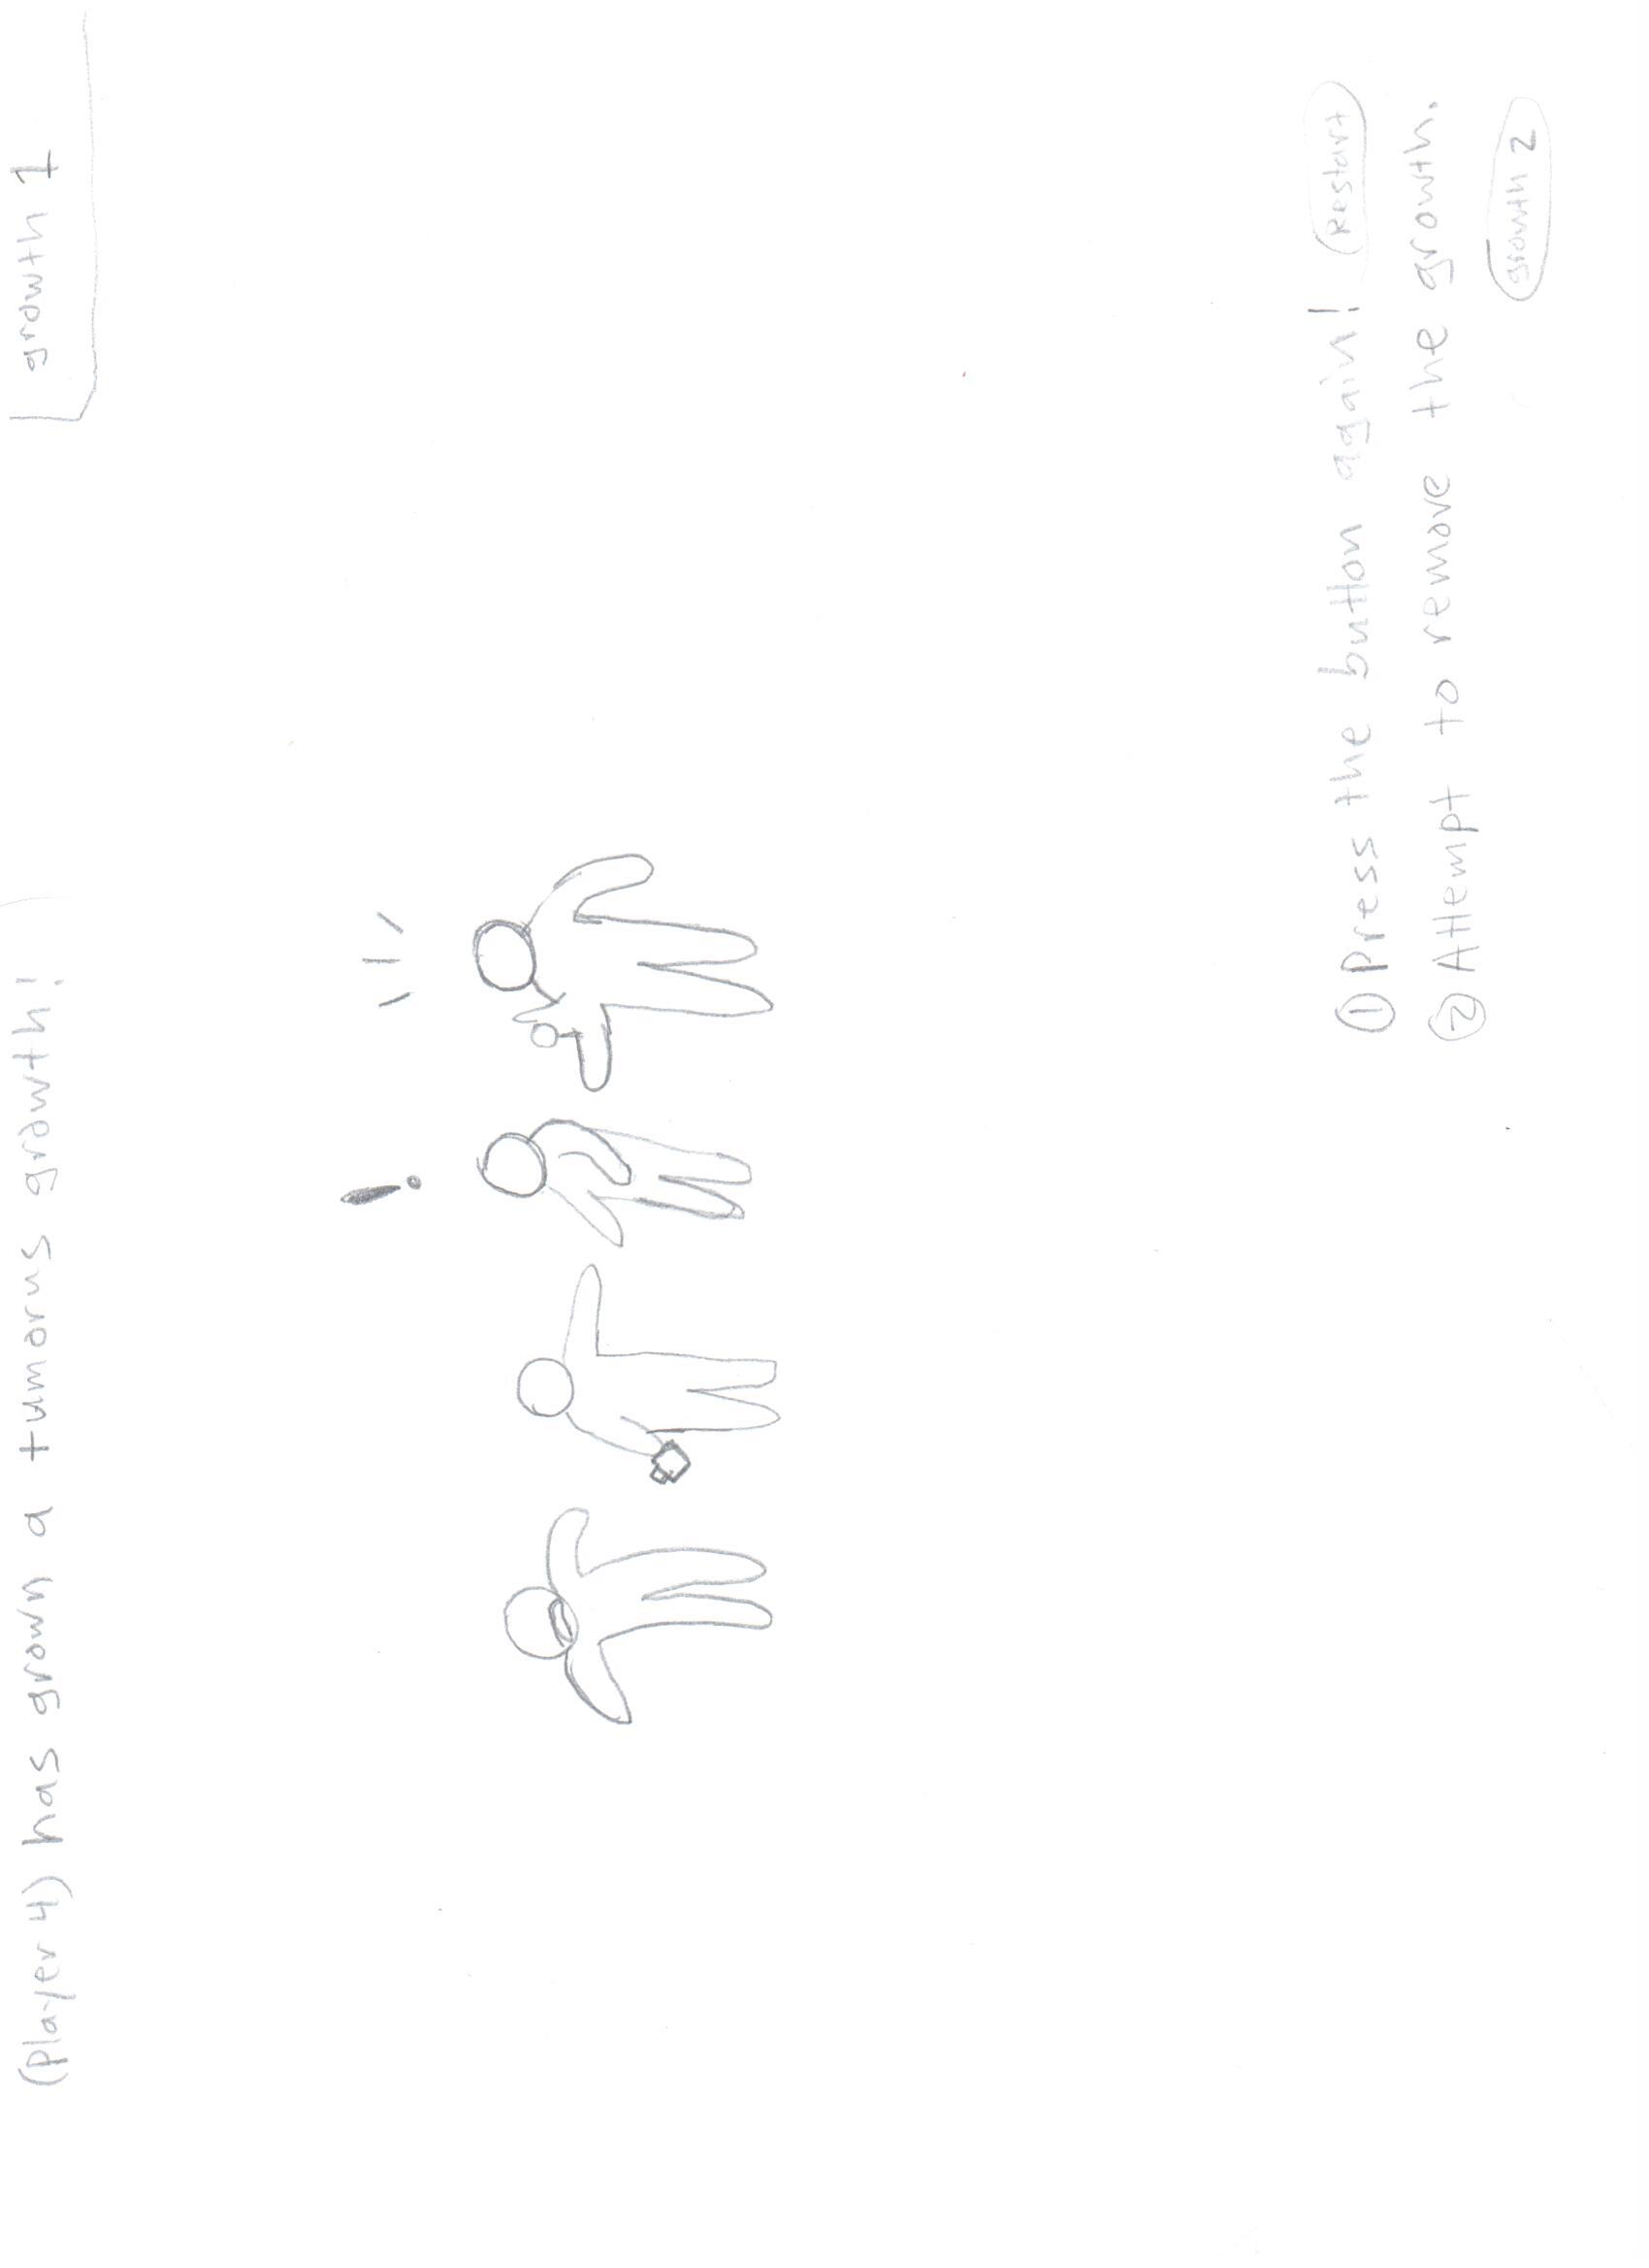 growth 1
(Player 4) has grown a tumorus growth!
① Press the button again! Restart
② Attempt to remove the growth.
growth 2